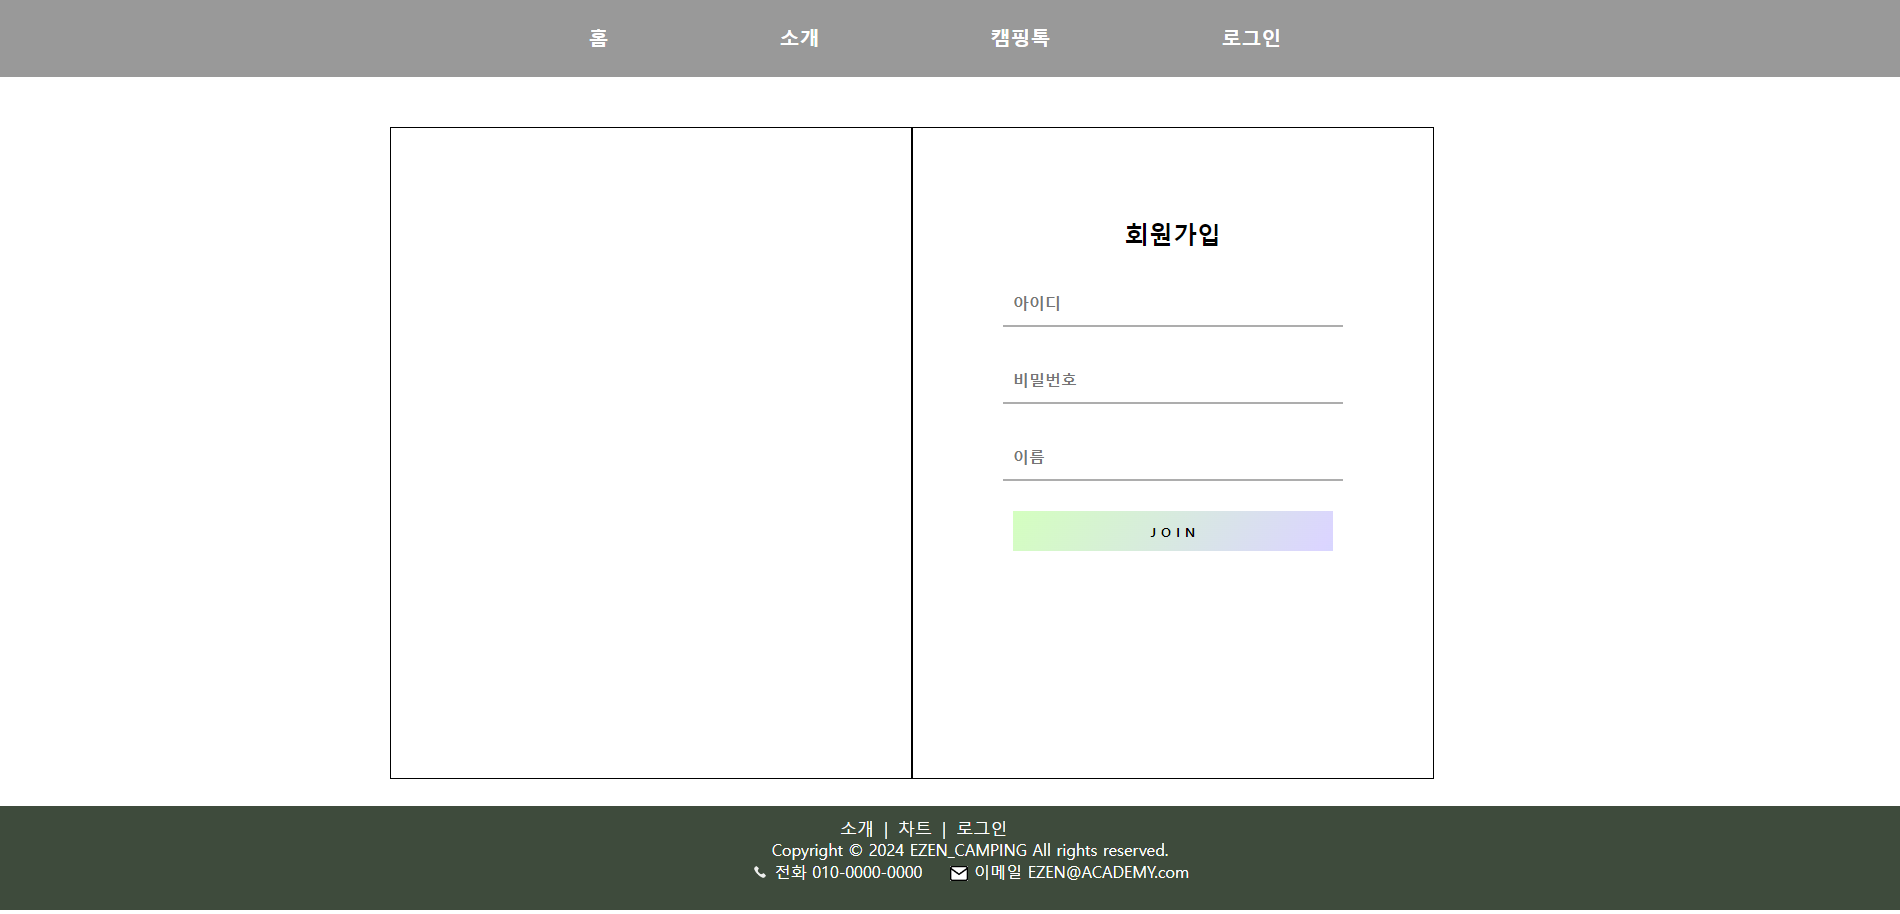 홈 소개 캠핑톡 로그인
회원가입
아이디
비밀번호
이름
JOIN
소개 | 차트 | 로그인
Copyright © 2024 EZEN_CAMPING All rights reserved.
전화 010-0000-0000 이메일 EZEN@ACADEMY.com